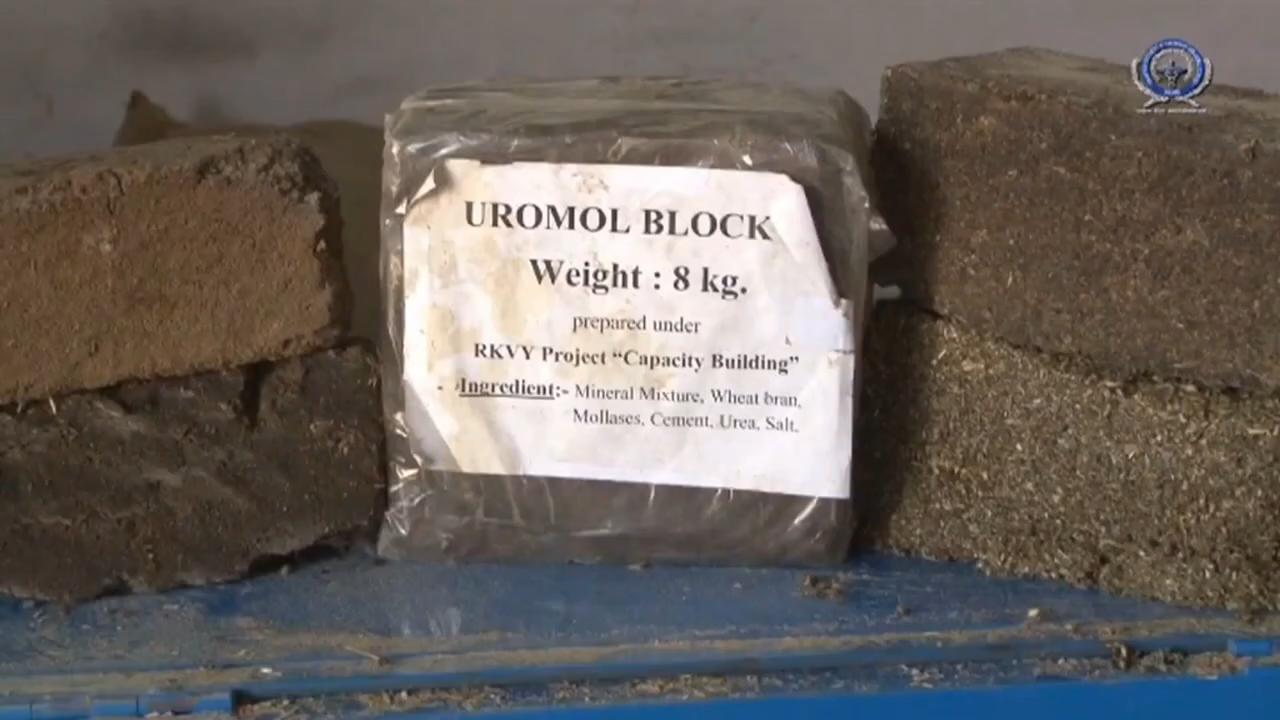 UROMOL BLOCK
Weight : 8 kg.
prepared under
RKVY Project “Capacity Building”
Ingredient:- Mineral Mixture, Wheat bran,
Mollases, Cement, Urea, Salt.